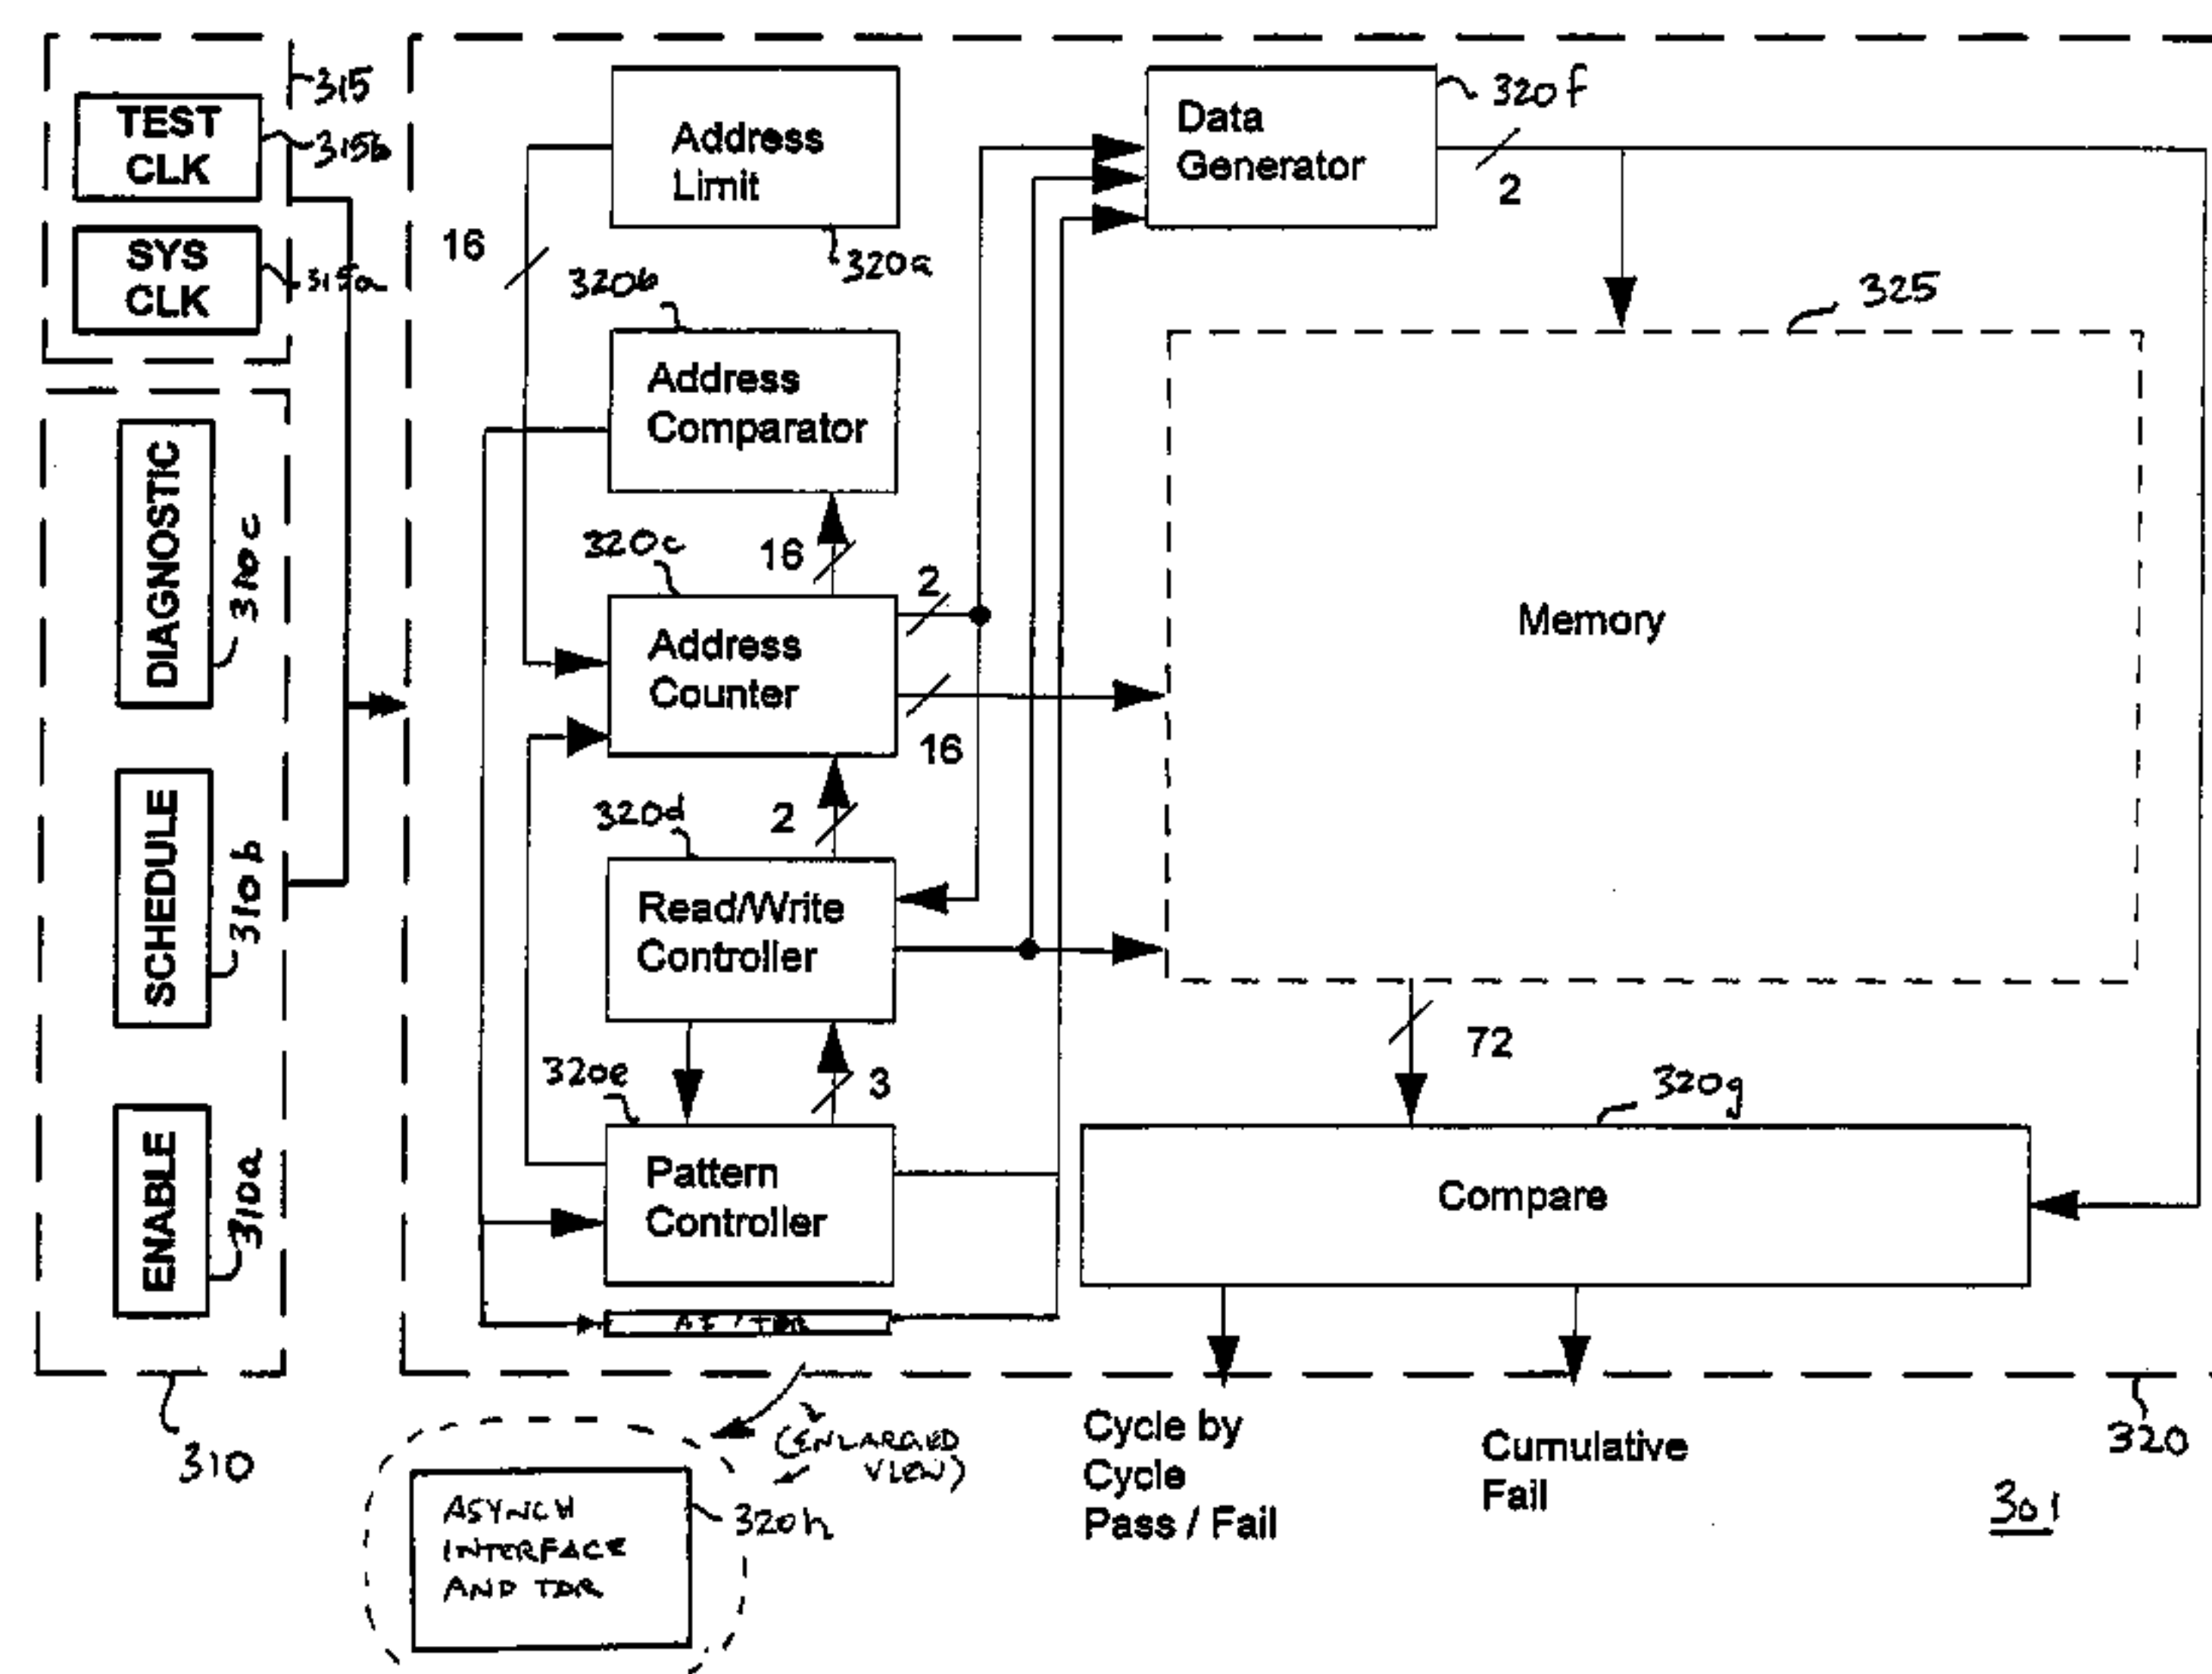 315
TEST
CLK
315b
SYS
CLK
315a
DIAGNOSTIC
310c
SCHEDULE
310b
ENABLE
310a
310
Address
Limit
320a
16
320b
Address
Comparator
16
320c
2
Address
Counter
16
320d
2
Read/Write
Controller
320e
3
Pattern
Controller
Data
Generator
320f
2
325
Memory
72
320g
Compare
Cycle by
Cycle
Pass / Fail
Cumulative
Fail
320
301
(ENLARGED
VIEW)
ASYNCH
INTERFACE
AND TDR
320h